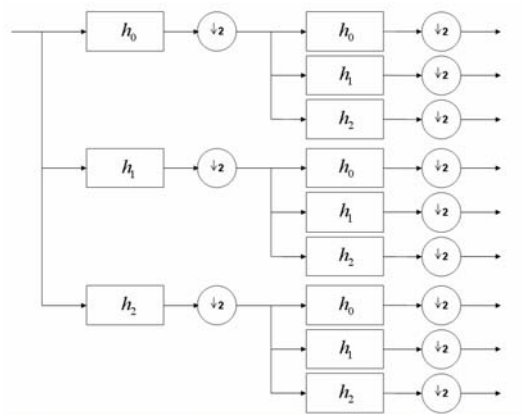 h₀ ↓2 h₀ ↓2
h₁ ↓2
h₂ ↓2
h₁ ↓2 h₀ ↓2
h₁ ↓2
h₂ ↓2
h₂ ↓2 h₀ ↓2
h₁ ↓2
h₂ ↓2